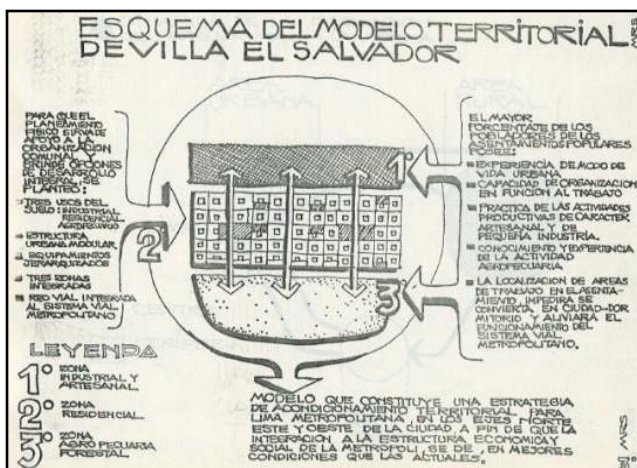 ESQUEMA DEL MODELO TERRITORIAL
DE VILLA EL SALVADOR
PARA QUE EL
PLANEAMIENTO
FISICO SIRVA DE
APOYO A LA
ORGANIZACION
COMUNAL Y
BRINDE OPCIONES
DE DESARROLLO
INTEGRAL, SE
PLANTEO:
TRES USOS DEL
SUELO: INDUSTRIAL
RESIDENCIAL
AGROPECUARIO
ESTRUCTURA
URBANA MODULAR
EQUIPAMIENTOS
JERARQUIZADOS
TRES ZONAS
INTEGRADAS
RED VIAL INTEGRADA
AL SISTEMA VIAL
METROPOLITANO
LEYENDA
1° ZONA
INDUSTRIAL Y
ARTESANAL
2° ZONA
RESIDENCIAL
3° ZONA
AGROPECUARIA
FORESTAL
1°
2
3°
EL MAYOR
PORCENTAJE DE LOS
POBLADORES DE LOS
ASENTAMIENTOS POPULARES
POSEE:
EXPERIENCIA DE MODO DE
VIDA URBANA
CAPACIDAD DE ORGANIZACION
EN FUNCION AL TRABAJO
PRACTICA DE LAS ACTIVIDADES
PRODUCTIVAS DE CARACTER
ARTESANAL Y DE
PEQUEÑA INDUSTRIA.
CONOCIMIENTO Y EXPERIENCIA
DE LA ACTIVIDAD
AGROPECUARIA
LA LOCALIZACION DE AREAS
DE TRABAJO EN EL ASENTA-
MIENTO, IMPEDIRA SE
CONVIERTA, EN CIUDAD-DOR
MITORIO Y ALIVIARA EL
FUNCIONAMIENTO DEL
SISTEMA VIAL
METROPOLITANO.
MODELO QUE CONSTITUYE UNA ESTRATEGIA
DE ACONDICIONAMIENTO TERRITORIAL PARA
LIMA METROPOLITANA, EN LOS EJES NORTE
ESTE Y OESTE DE LA CIUDAD, A FIN DE QUE LA
INTEGRACION A LA ESTRUCTURA ECONOMICA Y
SOCIAL DE LA METROPOLI, SE DE, EN MEJORES
CONDICIONES QUE LAS ACTUALES.